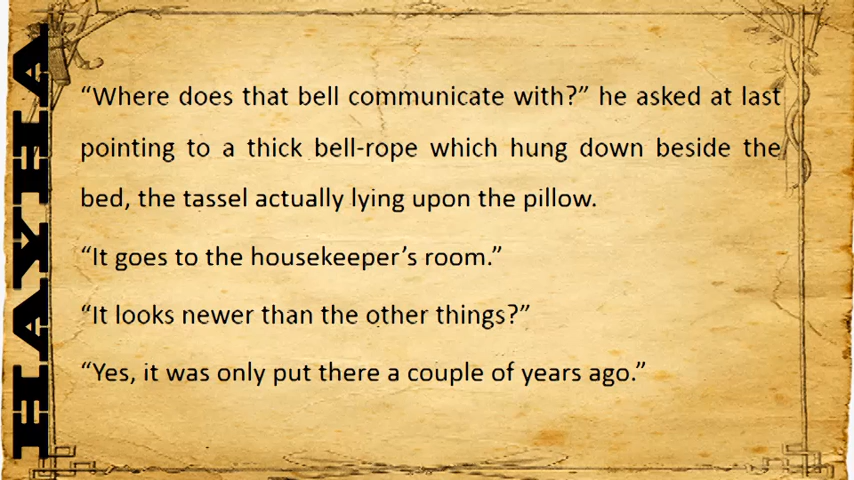 HAYHA
“Where does that bell communicate with?” he asked at last
pointing to a thick bell-rope which hung down beside the
bed, the tassel actually lying upon the pillow.
“It goes to the housekeeper’s room.”
“It looks newer than the other things?”
“Yes, it was only put there a couple of years ago.”